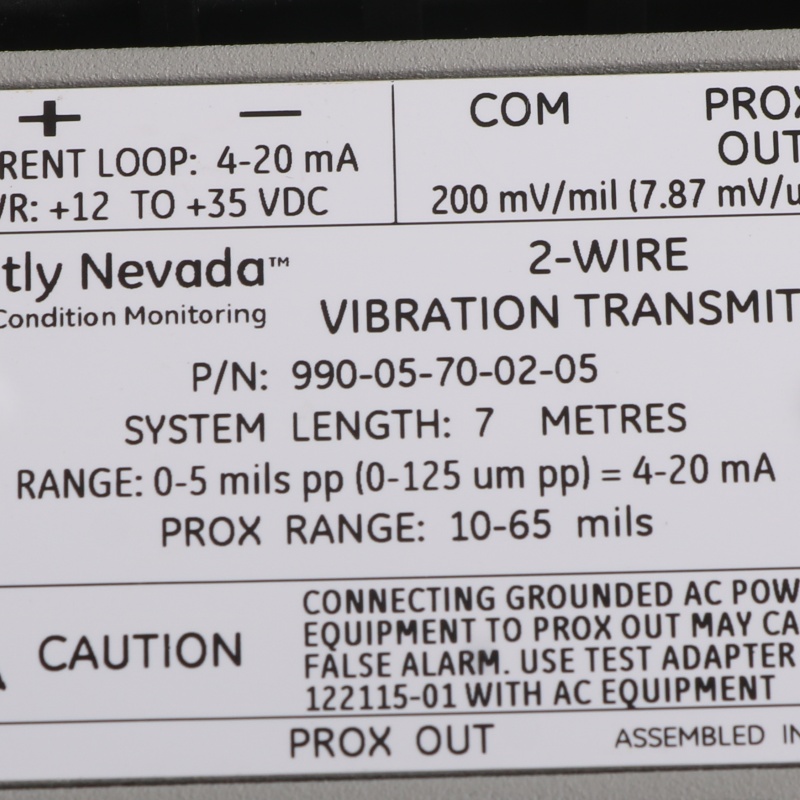 + —
RENT LOOP: 4-20 mA
R: +12 TO +35 VDC
COM
PROX
OUT
200 mV/mil (7.87 mV/u
tly Nevada™
Condition Monitoring
2-WIRE
VIBRATION TRANSMIT
P/N: 990-05-70-02-05
SYSTEM LENGTH: 7 METRES
RANGE: 0-5 mils pp (0-125 um pp) = 4-20 mA
PROX RANGE: 10-65 mils
CAUTION
CONNECTING GROUNDED AC POW
EQUIPMENT TO PROX OUT MAY CA
FALSE ALARM. USE TEST ADAPTER
122115-01 WITH AC EQUIPMENT
PROX OUT
ASSEMBLED IN